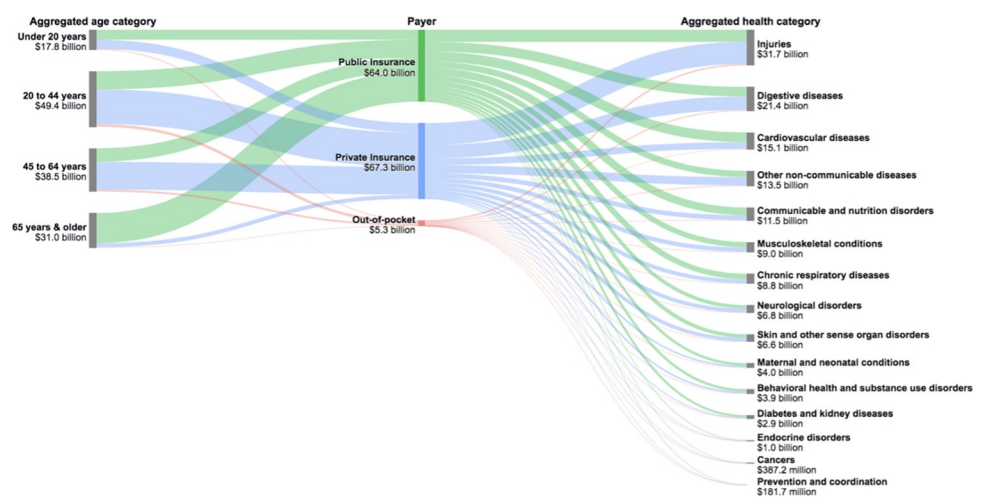 Aggregated age category
Payer
Aggregated health category
Under 20 years
$17.8 billion
20 to 44 years
$49.4 billion
45 to 64 years
$38.5 billion
65 years & older
$31.0 billion
Public Insurance
$64.0 billion
Private Insurance
$67.3 billion
Out-of-pocket
$5.3 billion
Injuries
$31.7 billion
Digestive diseases
$21.4 billion
Cardiovascular diseases
$15.1 billion
Other non-communicable diseases
$13.5 billion
Communicable and nutrition disorders
$11.5 billion
Musculoskeletal conditions
$9.0 billion
Chronic respiratory diseases
$8.8 billion
Neurological disorders
$6.8 billion
Skin and other sense organ disorders
$6.6 billion
Maternal and neonatal conditions
$4.0 billion
Behavioral health and substance use disorders
$3.9 billion
Diabetes and kidney diseases
$2.9 billion
Endocrine disorders
$1.0 billion
Cancers
$387.2 million
Prevention and coordination
$181.7 million